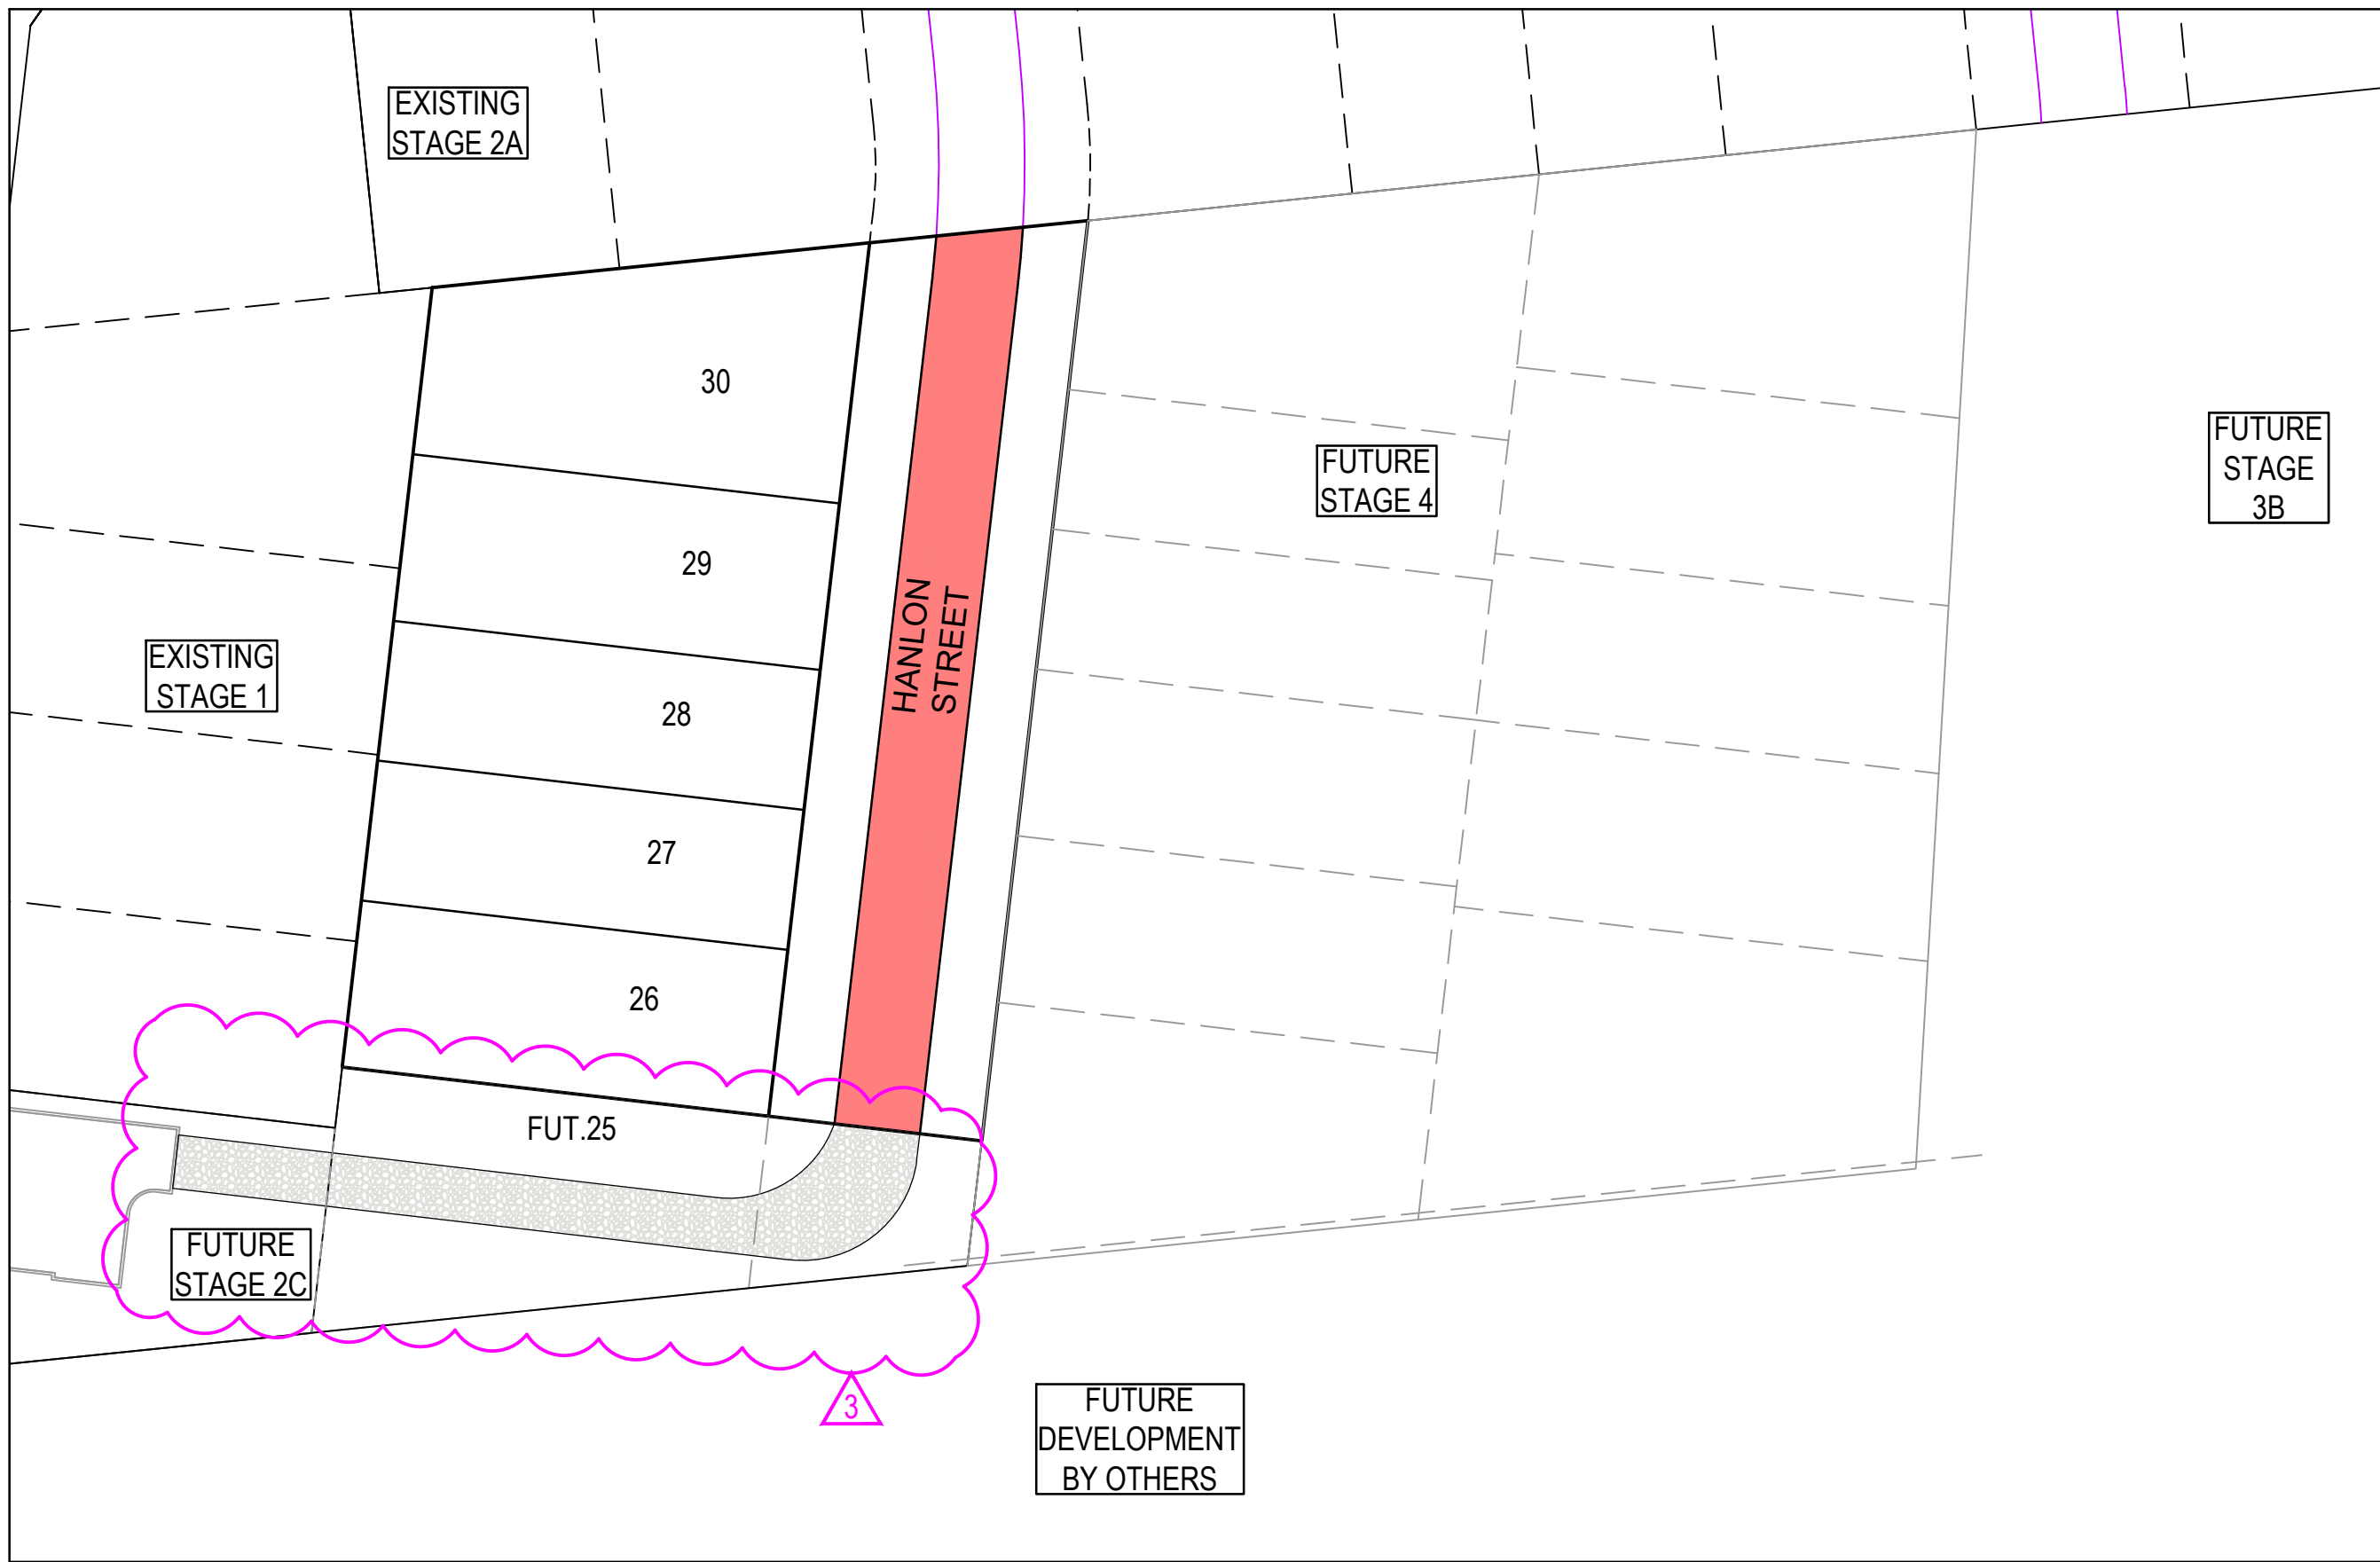 EXISTING
STAGE 2A
30
FUTURE
STAGE
3B
FUTURE
STAGE 4
29
HANLON
STREET
EXISTING
STAGE 1
28
27
26
FUT.25
FUTURE
STAGE 2C
3
FUTURE
DEVELOPMENT
BY OTHERS